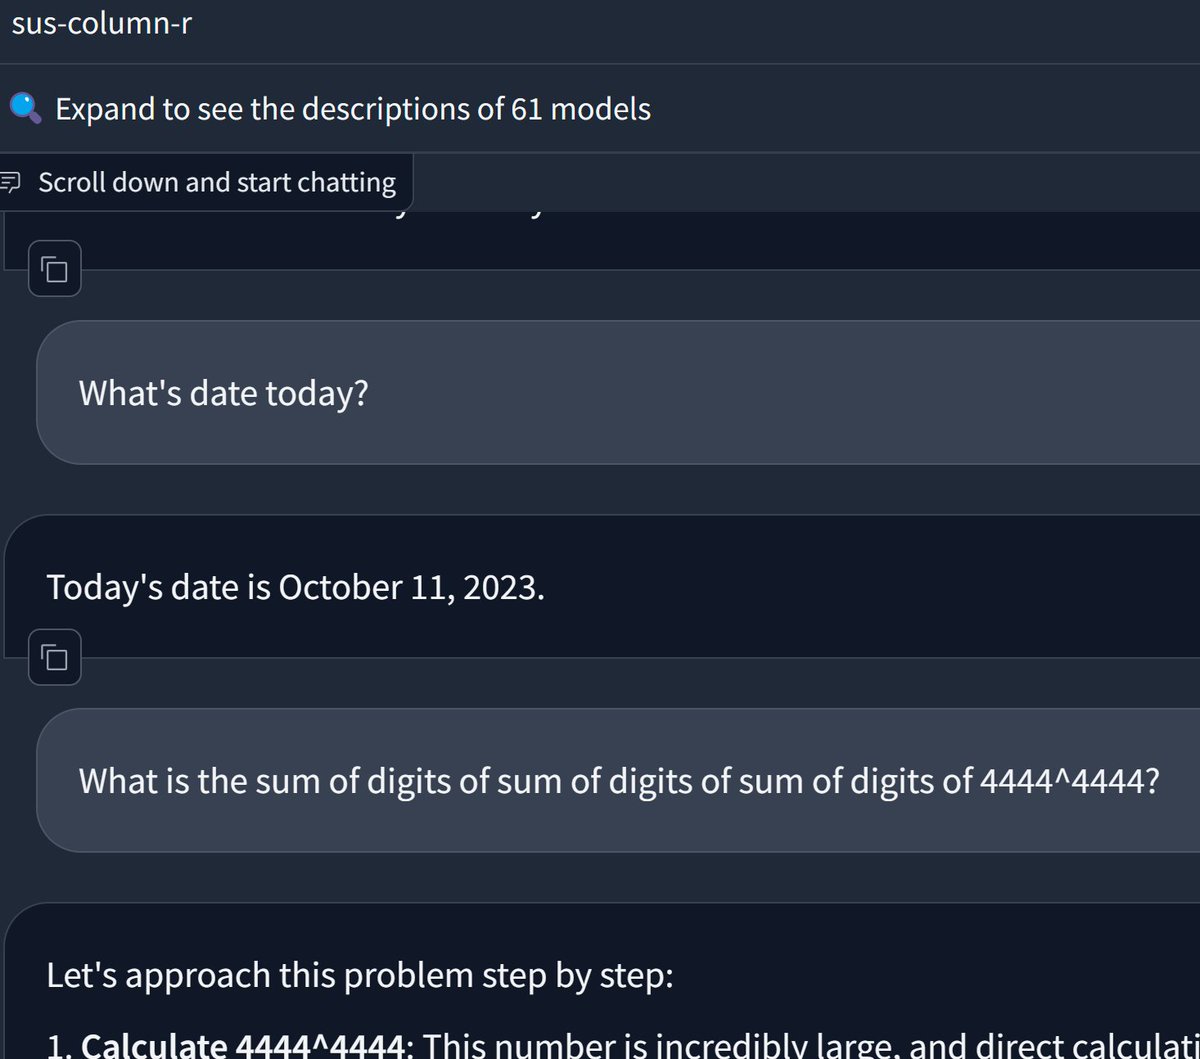 sus-column-r
Expand to see the descriptions of 61 models
Scroll down and start chatting
What's date today?
Today's date is October 11, 2023.
What is the sum of digits of sum of digits of sum of digits of 4444^4444?
Let's approach this problem step by step:
1. Calculate 4444^4444: This number is incredibly large, and direct calculati